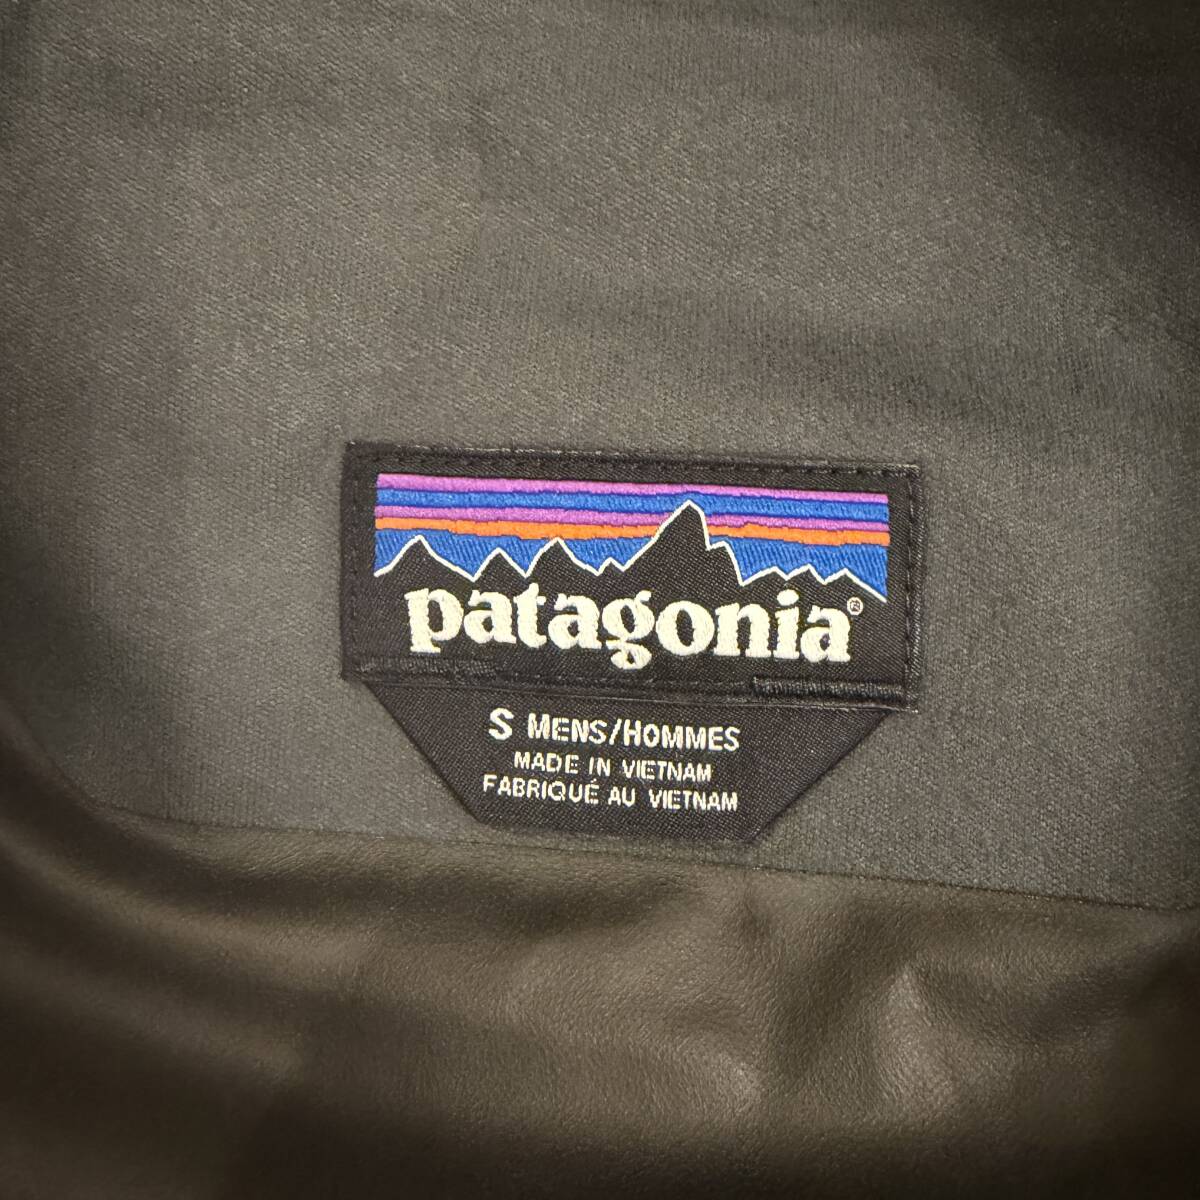 patagonia®
S MENS/HOMMES
MADE IN VIETNAM
FABRIQUÉ AU VIETNAM